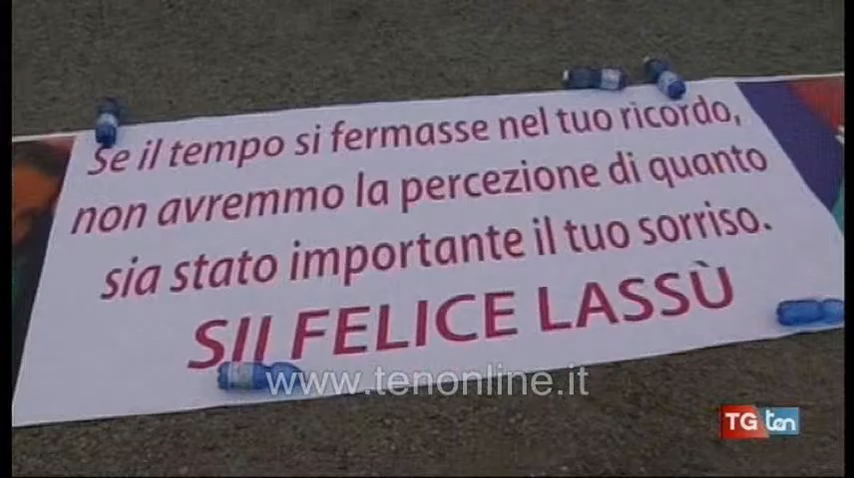 Se il tempo si fermasse nel tuo ricordo,
non avremmo la percezione di quanto
sia stato importante il tuo sorriso.
SII FELICE LASSÙ
www.tenonline.it
TG ten